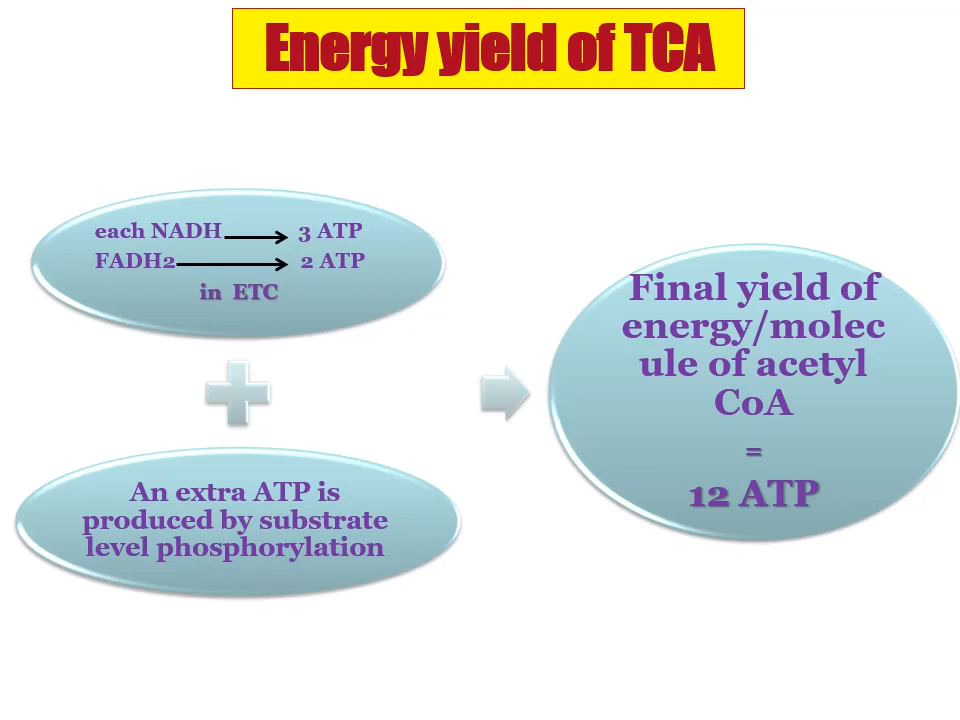 Energy yield of TCA
each NADH 3 ATP
FADH2 2 ATP
in ETC
An extra ATP is
produced by substrate
level phosphorylation
Final yield of
energy/molec
ule of acetyl
CoA
=
12 ATP